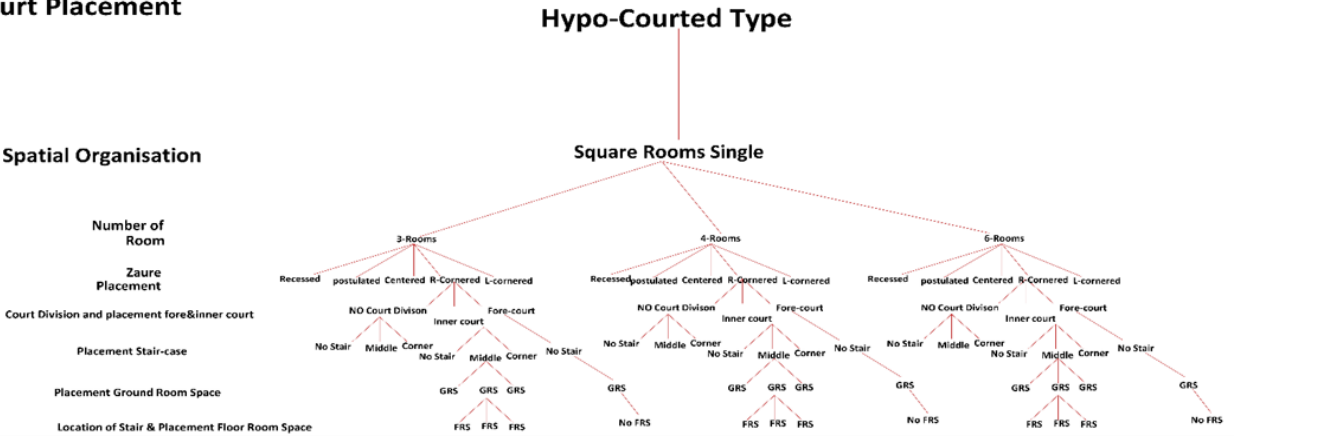 urt Placement
Hypo-Courted Type
Spatial Organisation
Square Rooms Single
Number of
Room
3-Rooms 4-Rooms 6-Rooms
Zaure
Placement
Recessed postulated Centered R-Cornered L-cornered Recessed postulated Centered R-Cornered L-cornered Recessed postulated Centered R-Cornered L-cornered
Court Division and placement fore&inner court
NO Court Divison Inner court Fore-court NO Court Divison Inner court Fore-court NO Court Divison Inner court Fore-court
Placement Stair-case
No Stair Middle Corner No Stair Middle Corner No Stair No Stair Middle Corner No Stair Middle Corner No Stair No Stair Middle Corner No Stair Middle Corner No Stair
Placement Ground Room Space
GRS GRS GRS GRS GRS GRS GRS GRS GRS GRS GRS GRS
Location of Stair & Placement Floor Room Space
FRS FRS FRS No FRS FRS FRS FRS No FRS FRS FRS FRS No FRS